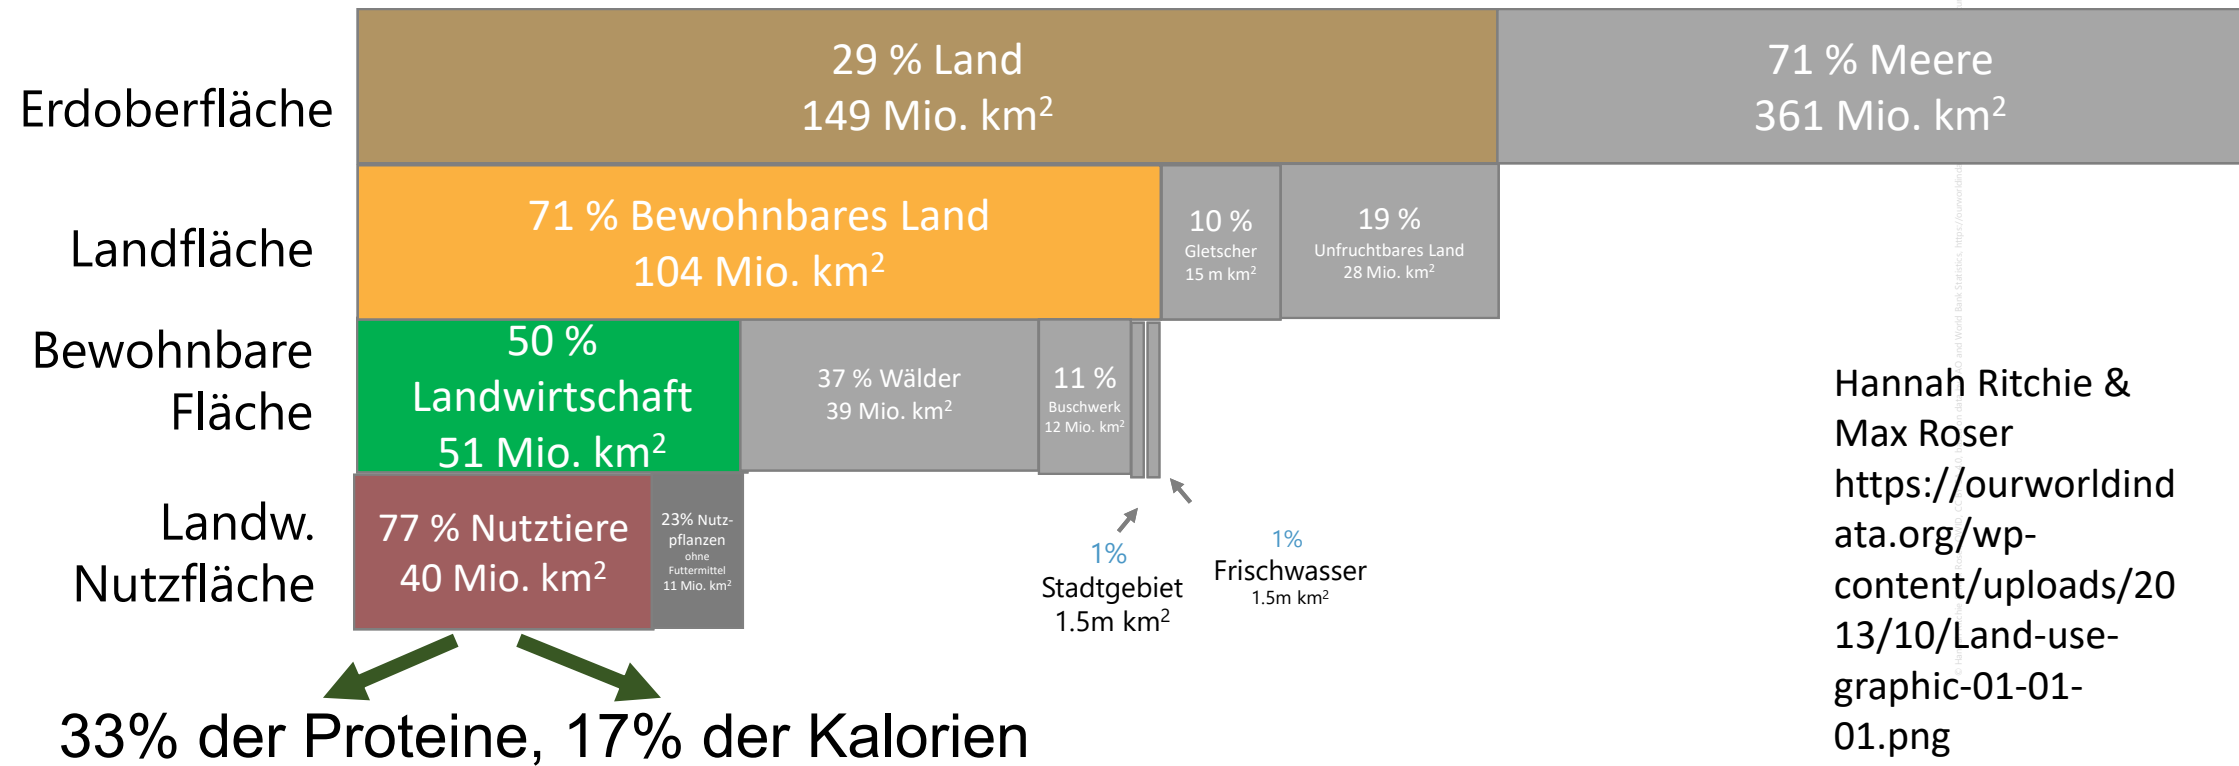 Erdoberfläche
29 % Land
149 Mio. km²
71 % Meere
361 Mio. km²
Landfläche
71 % Bewohnbares Land
104 Mio. km²
10 %
Gletscher
15 m km²
19 %
Unfruchtbares Land
28 Mio. km²
Bewohnbare
Fläche
50 %
Landwirtschaft
51 Mio. km²
37 % Wälder
39 Mio. km²
11 %
Buschwerk
12 Mio. km²
Landw.
Nutzfläche
77 % Nutztiere
40 Mio. km²
23% Nutz-
pflanzen
ohne
Futtermittel
11 Mio. km²
1%
Stadtgebiet
1.5m km²
1%
Frischwasser
1.5m km²
33% der Proteine, 17% der Kalorien
Hannah Ritchie &
Max Roser
https://ourworldind
ata.org/wp-
content/uploads/20
13/10/Land-use-
graphic-01-01-
01.png